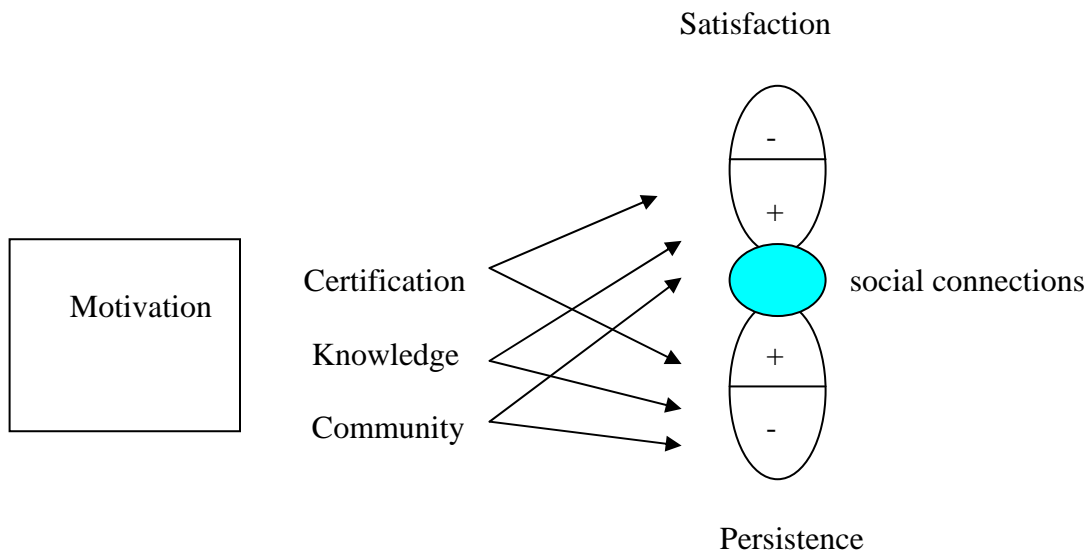 Satisfaction
-
+
Certification
social connections
Motivation
Knowledge
+
Community
-
Persistence